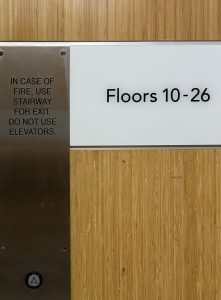 IN CASE OF
FIRE, USE
STAIRWAY
FOR EXIT.
DO NOT USE
ELEVATORS.
Floors 10-26